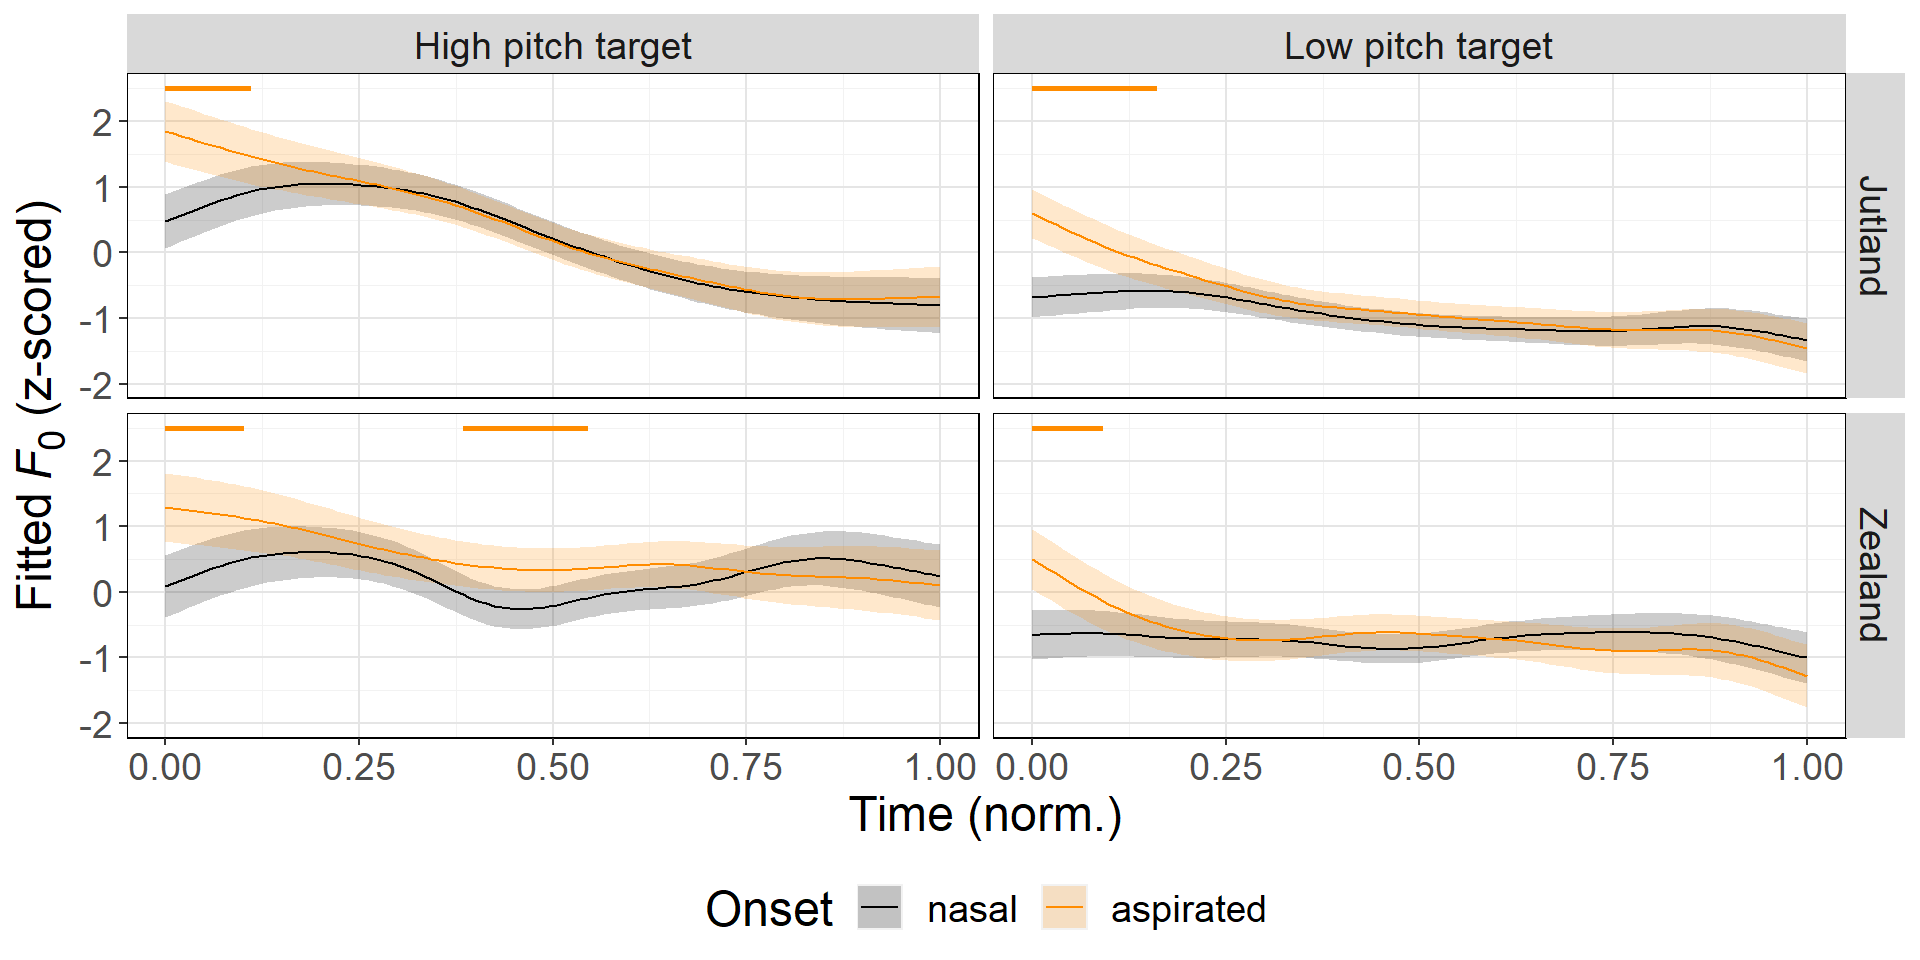 High pitch target
Low pitch target
Jutland
Zealand
Fitted F0 (z-scored)
2
1
0
-1
-2
2
1
0
-1
-2
0.00 0.25 0.50 0.75 1.00
0.00 0.25 0.50 0.75 1.00
Time (norm.)
Onset nasal aspirated